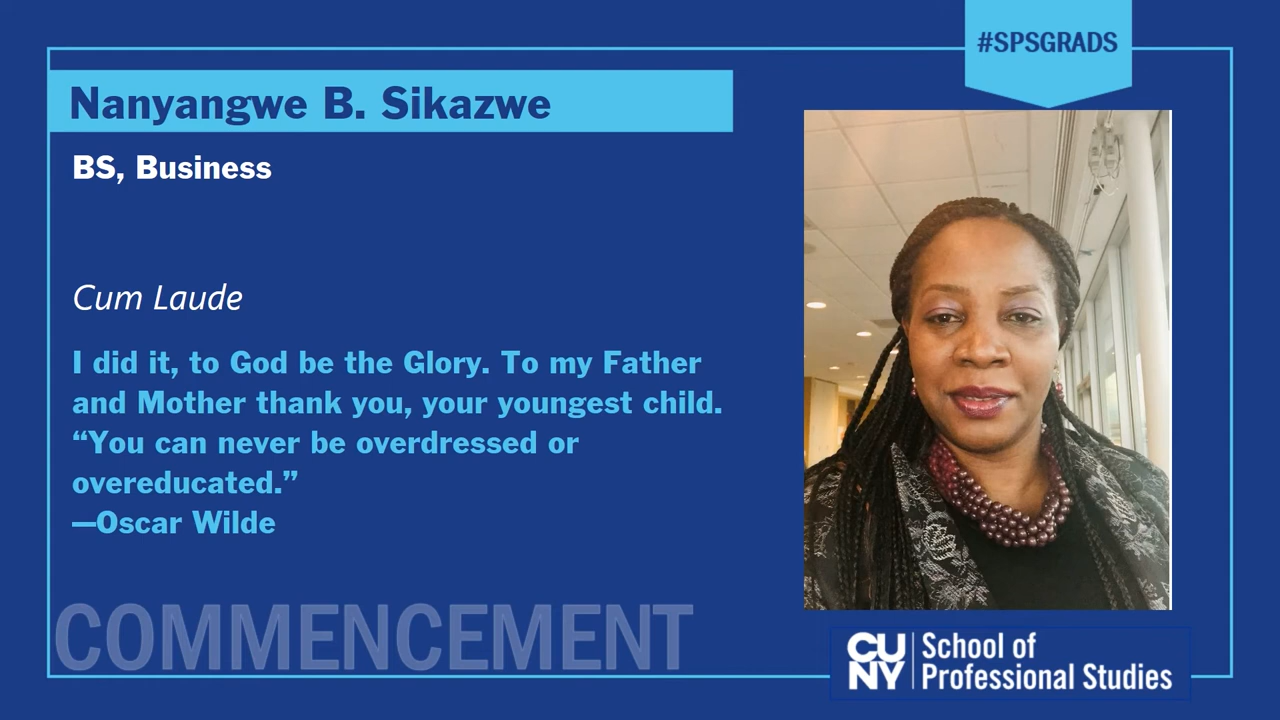 #SPSGRADS
Nanyangwe B. Sikazwe
BS, Business
Cum Laude
I did it, to God be the Glory. To my Father
and Mother thank you, your youngest child.
“You can never be overdressed or
overeducated.”
—Oscar Wilde
COMMENCEMENT
CU
NY
School of
Professional Studies